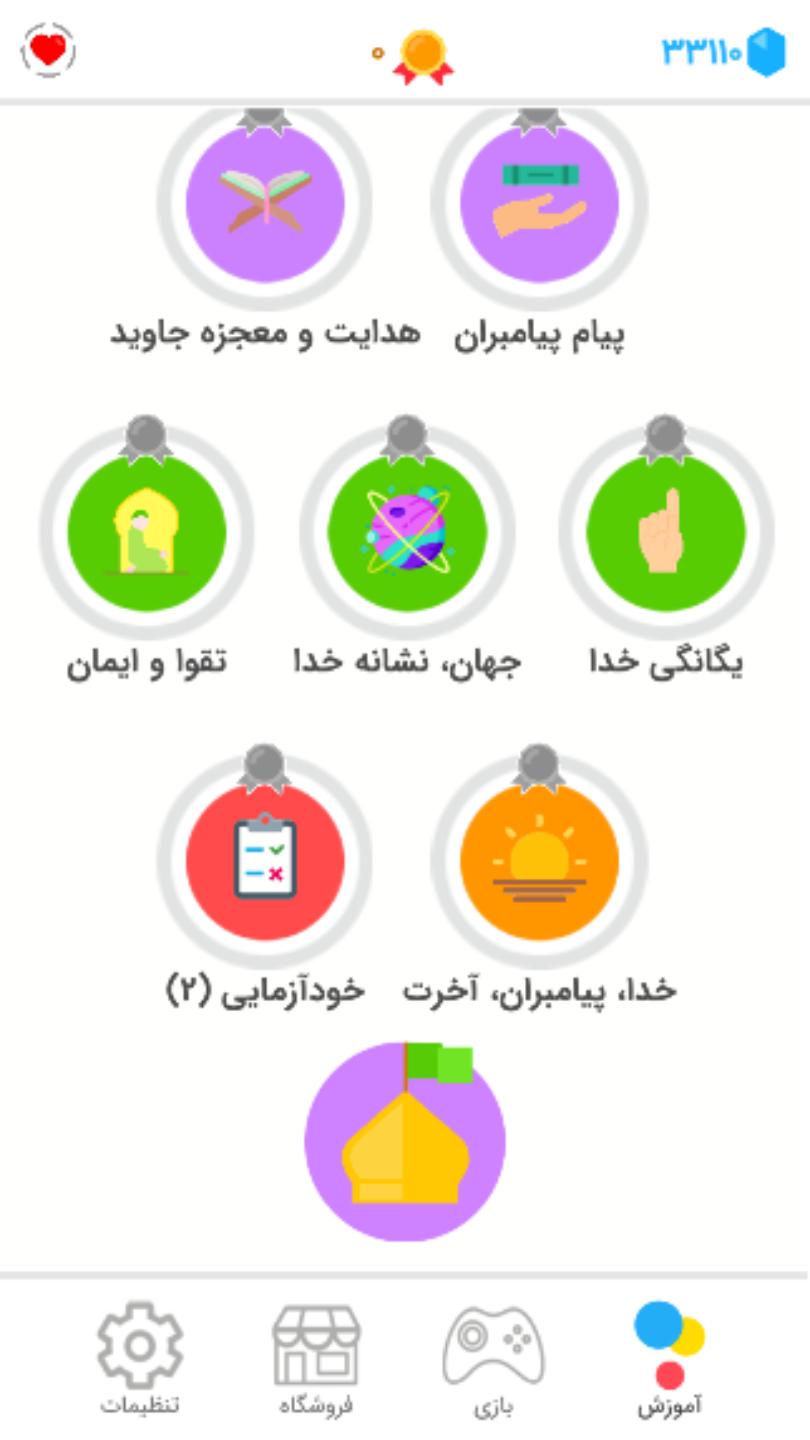 ۳۳۱۱۰
۰
پیام پیامبران
هدایت و معجزه جاوید
یگانگی خدا
جهان، نشانه خدا
تقوا و ایمان
خدا، پیامبران، آخرت
خودآزمایی (۲)
آموزش
بازی
فروشگاه
تنظیمات